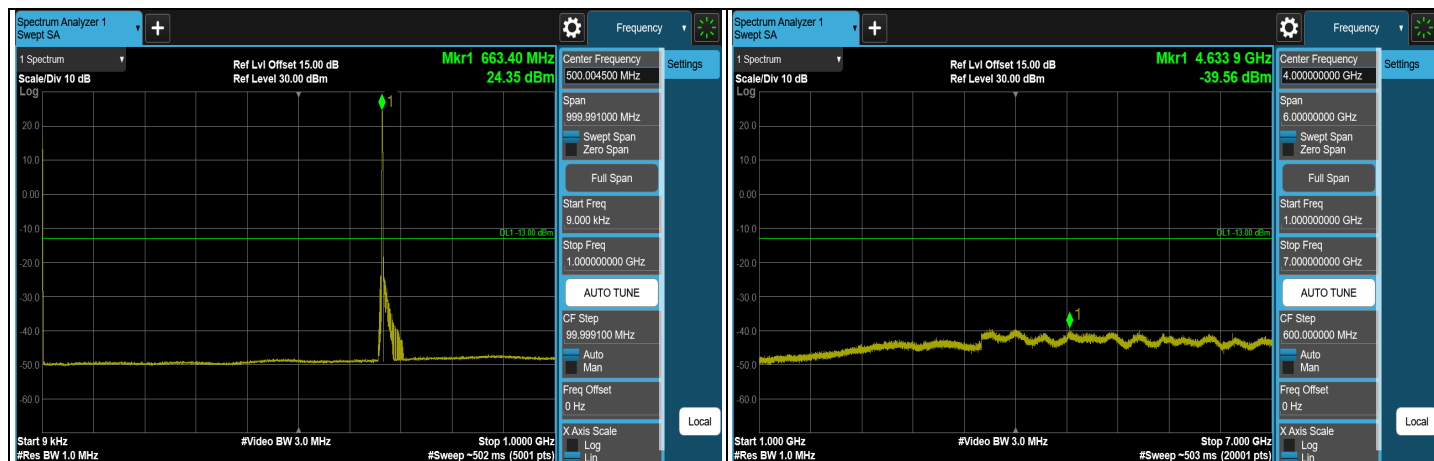 Spectrum Analyzer 1
Swept SA
+
Frequency
1 Spectrum
Scale/Div 10 dB
Ref Lvl Offset 15.00 dB
Ref Level 30.00 dBm
Mkr1 663.40 MHz
24.35 dBm
Log
1
20.0
10.0
0.00
-10.0
-20.0
-30.0
-40.0
-50.0
-60.0
DL1 -13.00 dBm
Start 9 kHz
#Res BW 1.0 MHz
#Video BW 3.0 MHz
Stop 1.0000 GHz
#Sweep ~502 ms (5001 pts)
Center Frequency
500.004500 MHz
Settings
Span
999.991000 MHz
Swept Span
Zero Span
Full Span
Start Freq
9.000 kHz
Stop Freq
1.000000000 GHz
AUTO TUNE
CF Step
99.999100 MHz
Auto
Man
Freq Offset
0 Hz
X Axis Scale
Log
Lin
Local
Spectrum Analyzer 1
Swept SA
+
Frequency
1 Spectrum
Scale/Div 10 dB
Ref Lvl Offset 15.00 dB
Ref Level 30.00 dBm
Mkr1 4.633 9 GHz
-39.56 dBm
Log
1
20.0
10.0
0.00
-10.0
-20.0
-30.0
-40.0
-50.0
-60.0
DL1 -13.00 dBm
Start 1.000 GHz
#Res BW 1.0 MHz
#Video BW 3.0 MHz
Stop 7.000 GHz
#Sweep ~503 ms (20001 pts)
Center Frequency
4.000000000 GHz
Settings
Span
6.00000000 GHz
Swept Span
Zero Span
Full Span
Start Freq
1.000000000 GHz
Stop Freq
7.000000000 GHz
AUTO TUNE
CF Step
600.000000 MHz
Auto
Man
Freq Offset
0 Hz
X Axis Scale
Log
Lin
Local